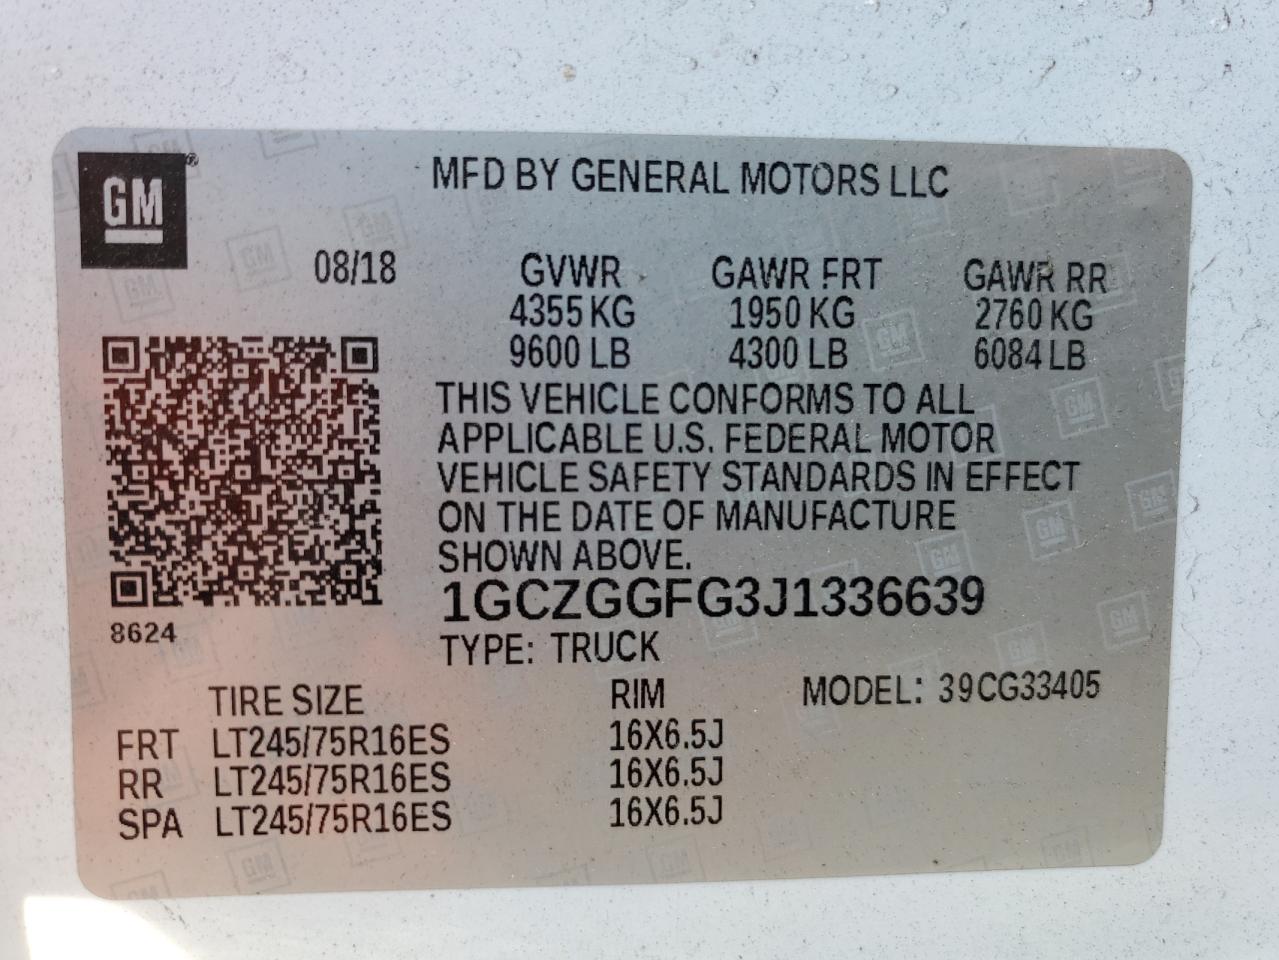 GM ®
MFD BY GENERAL MOTORS LLC
08/18 GVWR GAWR FRT GAWR RR
4355 KG 1950 KG 2760 KG
9600 LB 4300 LB 6084 LB
THIS VEHICLE CONFORMS TO ALL
APPLICABLE U.S. FEDERAL MOTOR
VEHICLE SAFETY STANDARDS IN EFFECT
ON THE DATE OF MANUFACTURE
SHOWN ABOVE.
1GCZGGFG3J1336639
8624
TYPE: TRUCK
TIRE SIZE RIM MODEL: 39CG33405
FRT LT245/75R16ES 16X6.5J
RR LT245/75R16ES 16X6.5J
SPA LT245/75R16ES 16X6.5J